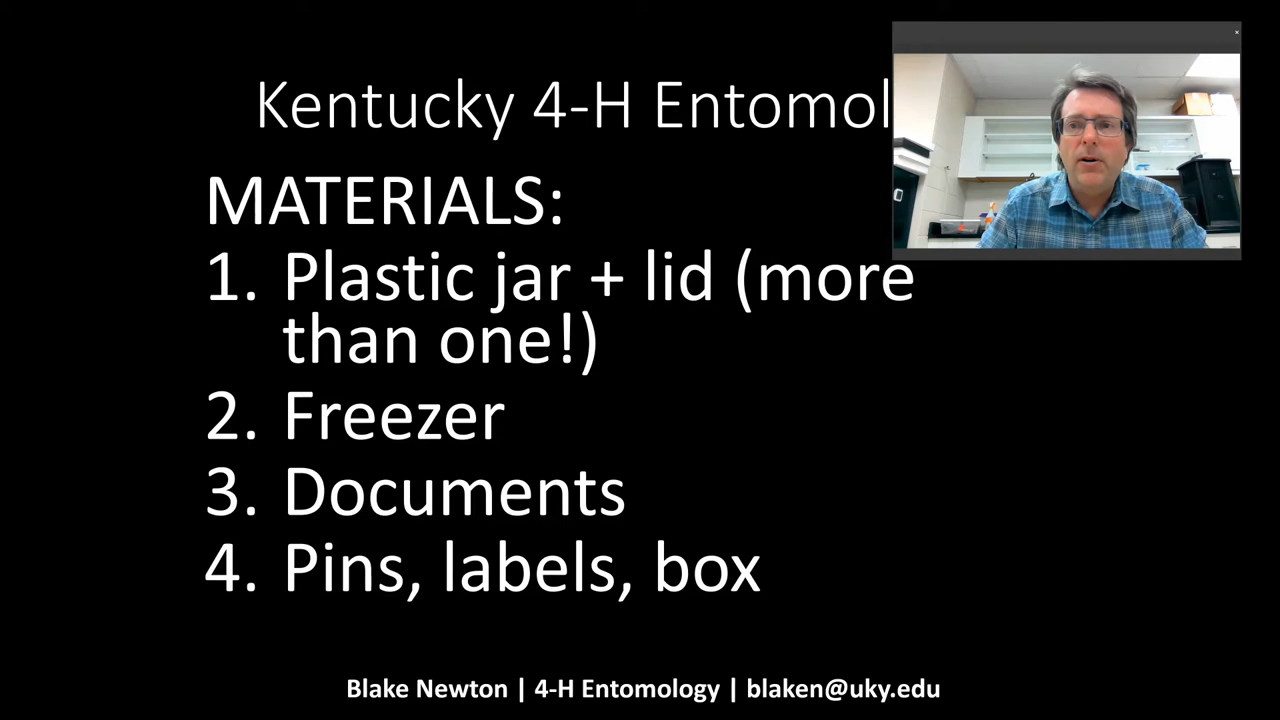 Kentucky 4-H Entomol
MATERIALS:
1. Plastic jar + lid (more
than one!)
2. Freezer
3. Documents
4. Pins, labels, box
Blake Newton | 4-H Entomology | blaken@uky.edu